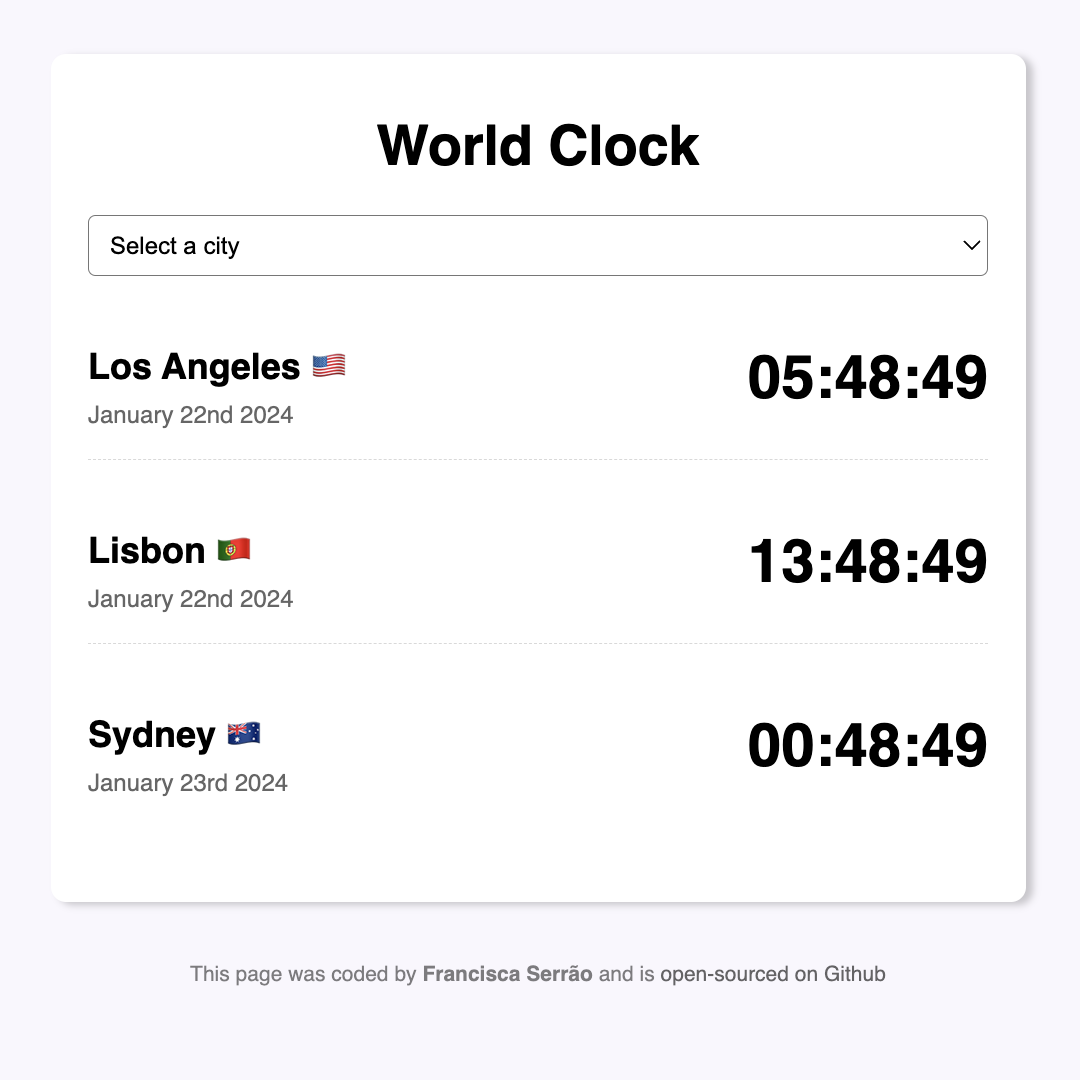 World Clock
Select a city
Los Angeles 🇺🇸
05:48:49
January 22nd 2024
Lisbon 🇵🇹
13:48:49
January 22nd 2024
Sydney 🇦🇺
00:48:49
January 23rd 2024
This page was coded by Francisca Serrão and is open-sourced on Github